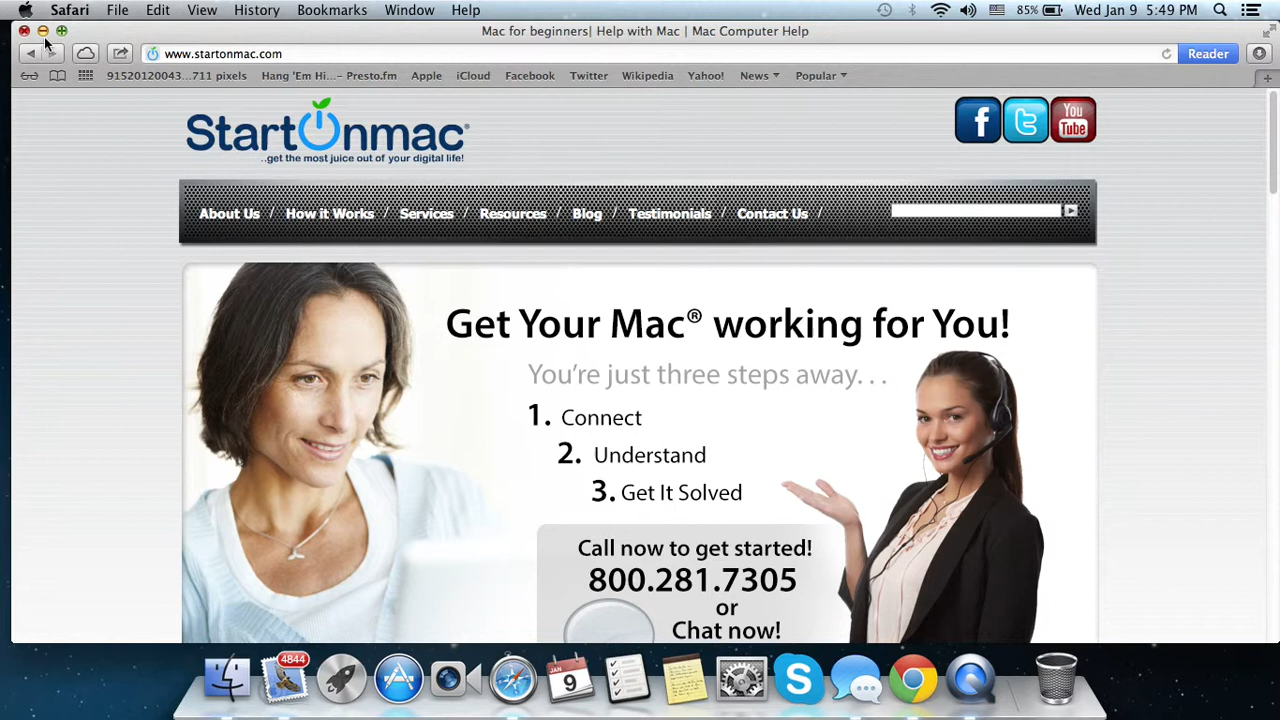 Safari File Edit View History Bookmarks Window Help 85% Wed Jan 9 5:49 PM
Mac for beginners| Help with Mac | Mac Computer Help
www.startonmac.com Reader
91520120043...711 pixels Hang 'Em Hi...- Presto.fm Apple iCloud Facebook Twitter Wikipedia Yahoo! News Popular
StartOnmac®
..get the most juice out of your digital life!
f t You Tube
About Us / How it Works / Services / Resources / Blog / Testimonials / Contact Us /
Get Your Mac® working for You!
You're just three steps away. . .
1. Connect
2. Understand
3. Get It Solved
Call now to get started!
800.281.7305
or
Chat now!
4844
JAN
9